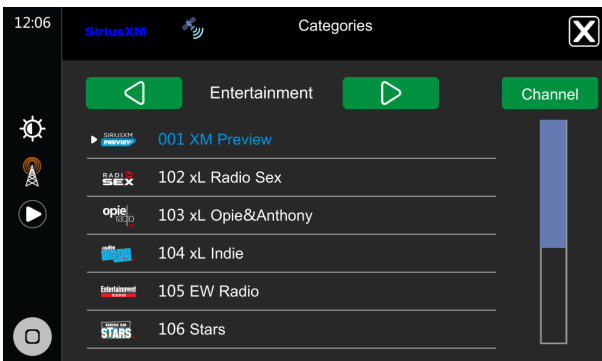 12:06
SiriusXM
Categories
X
Entertainment
Channel
SIRIUSXM
PREVIEW
001 XM Preview
RADIO
SEX
102 xL Radio Sex
opie
radio
103 xL Opie&Anthony
104 xL Indie
Entertainment
RADIO
105 EW Radio
SIRIUS XM
STARS
106 Stars